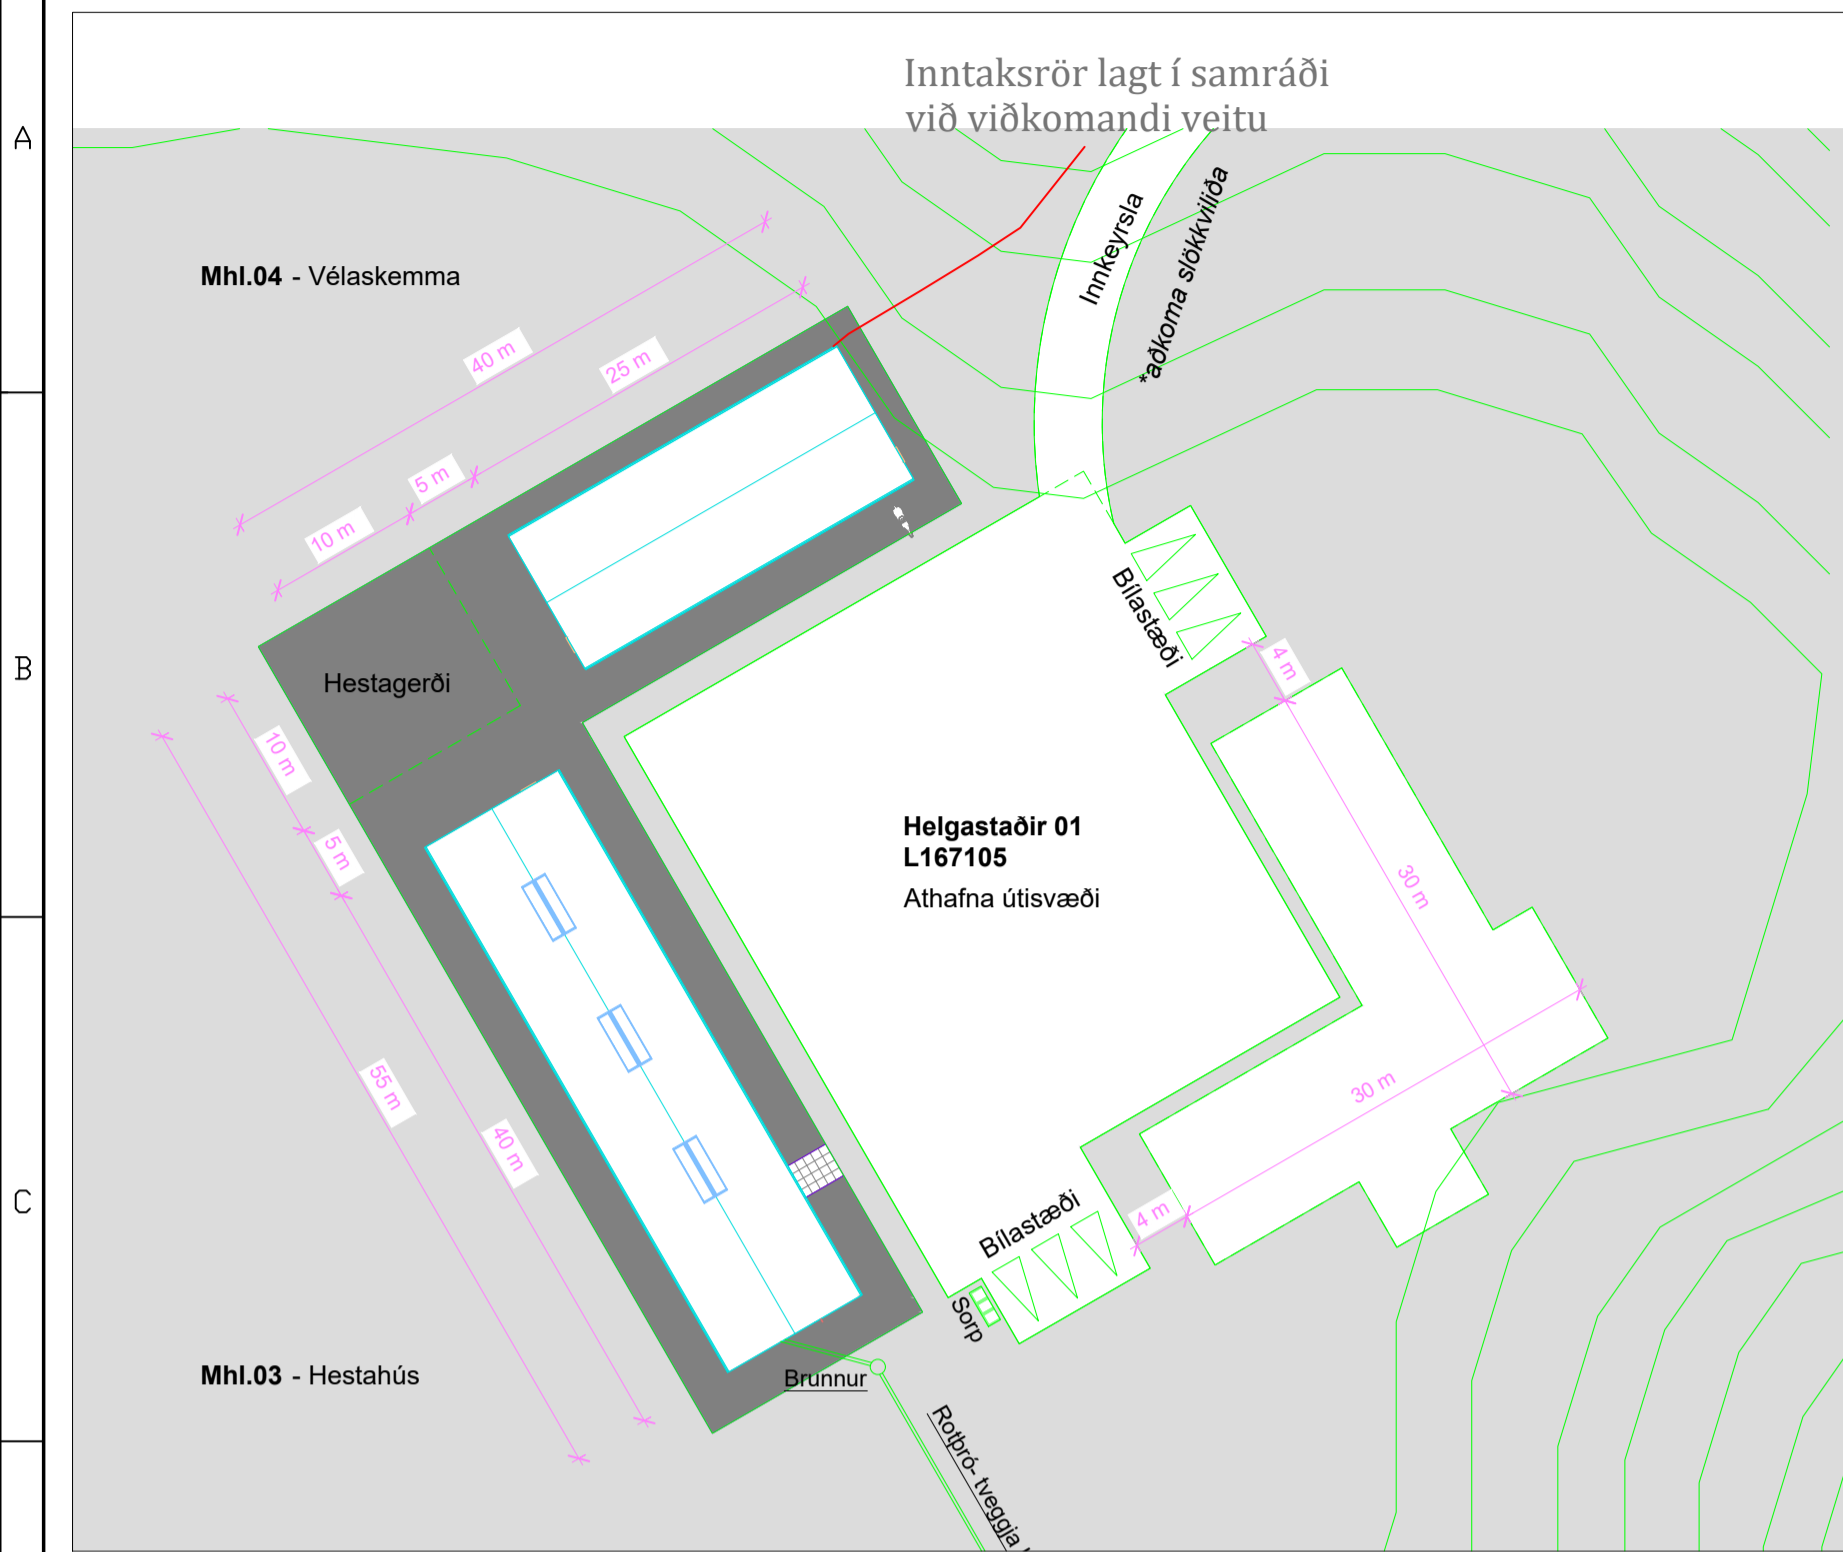 Inntaksrör lagt í samráði
við viðkomandi veitu
A
Innkeyrsla
*aðkoma slökkviliða
Mhl.04 - Vélaskemma
40 m
25 m
5 m
10 m
B
Bílastæði
4 m
Hestagerði
10 m
5 m
Helgastaðir 01
L167105
Athafna útisvæði
30 m
30 m
55 m
40 m
C
Bílastæði
4 m
Sorp
Mhl.03 - Hestahús
Brunnur
Rotþró- tveggja